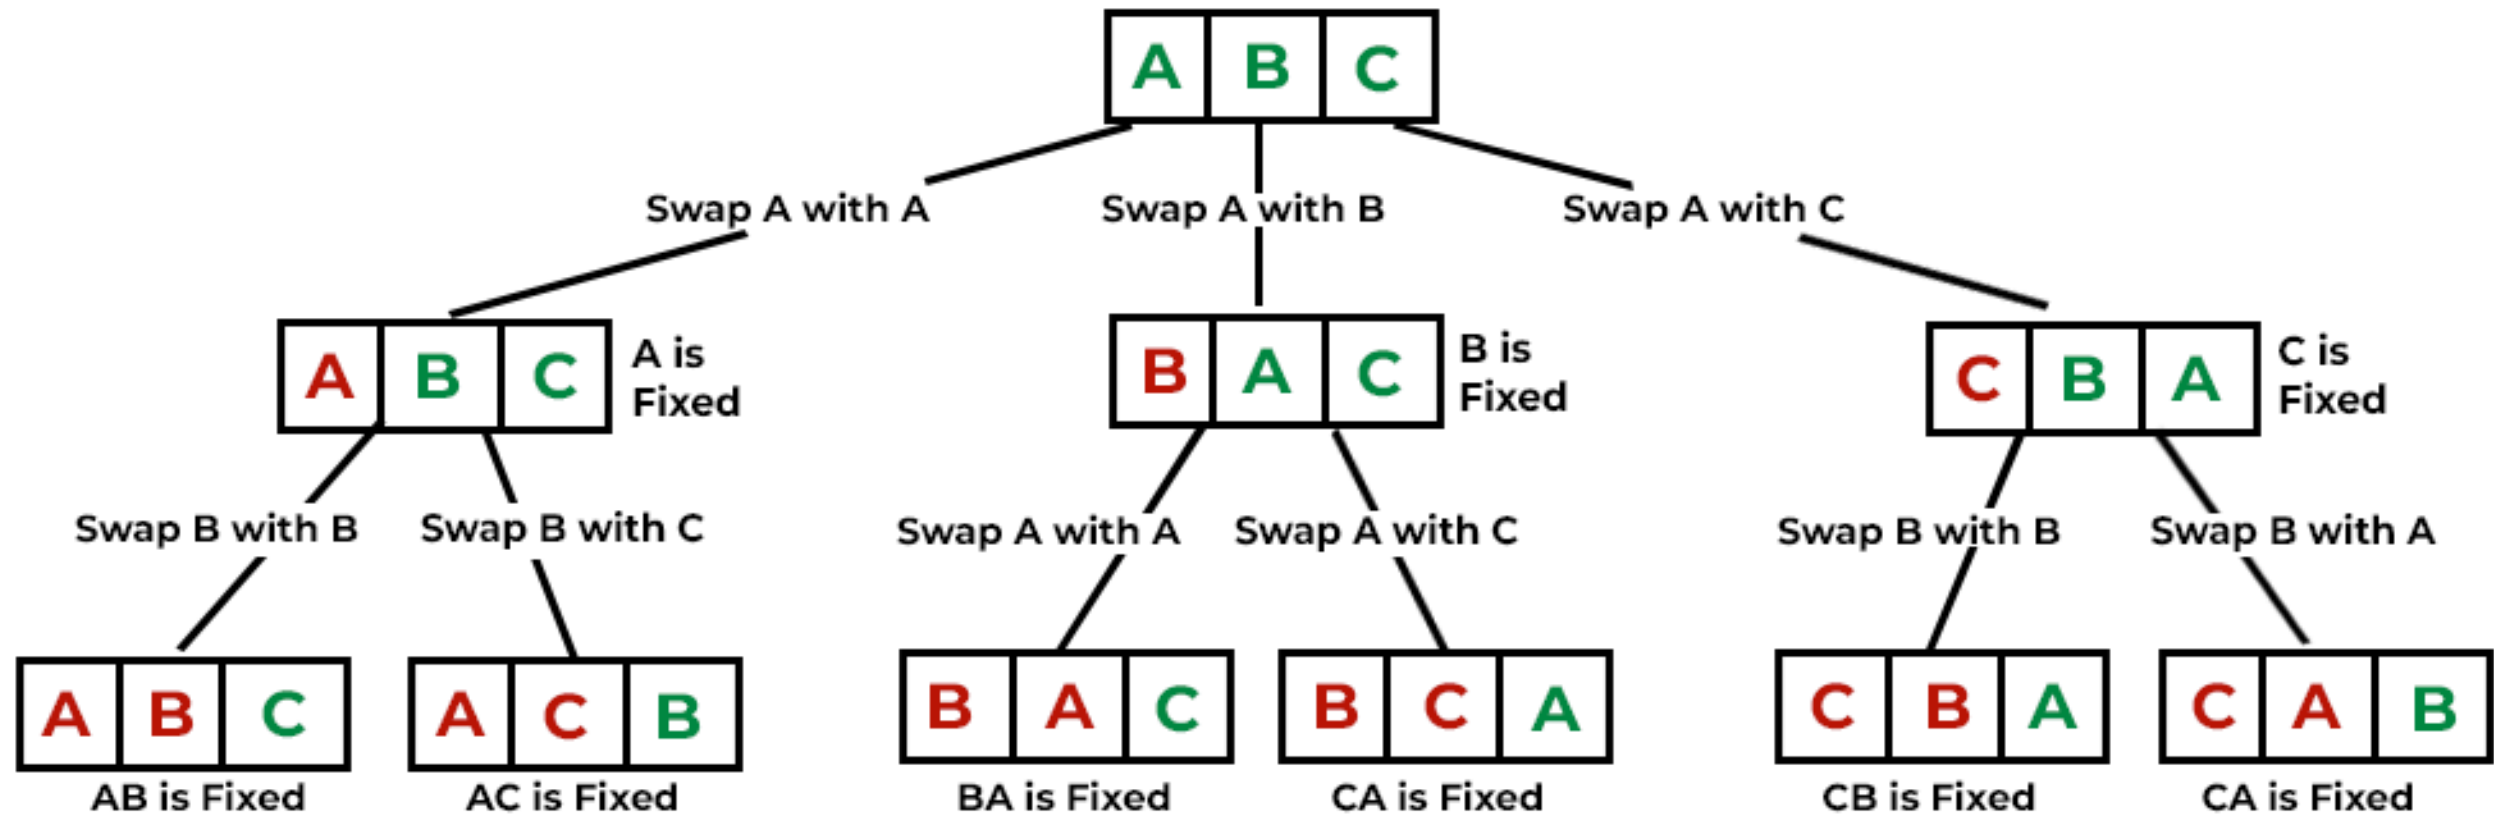 A B C
Swap A with A Swap A with B Swap A with C
A B C A is Fixed
B A C B is Fixed
C B A C is Fixed
Swap B with B Swap B with C Swap A with A Swap A with C Swap B with B Swap B with A
A B C A C B B A C B C A C B A C A B
AB is Fixed AC is Fixed BA is Fixed CA is Fixed CB is Fixed CA is Fixed